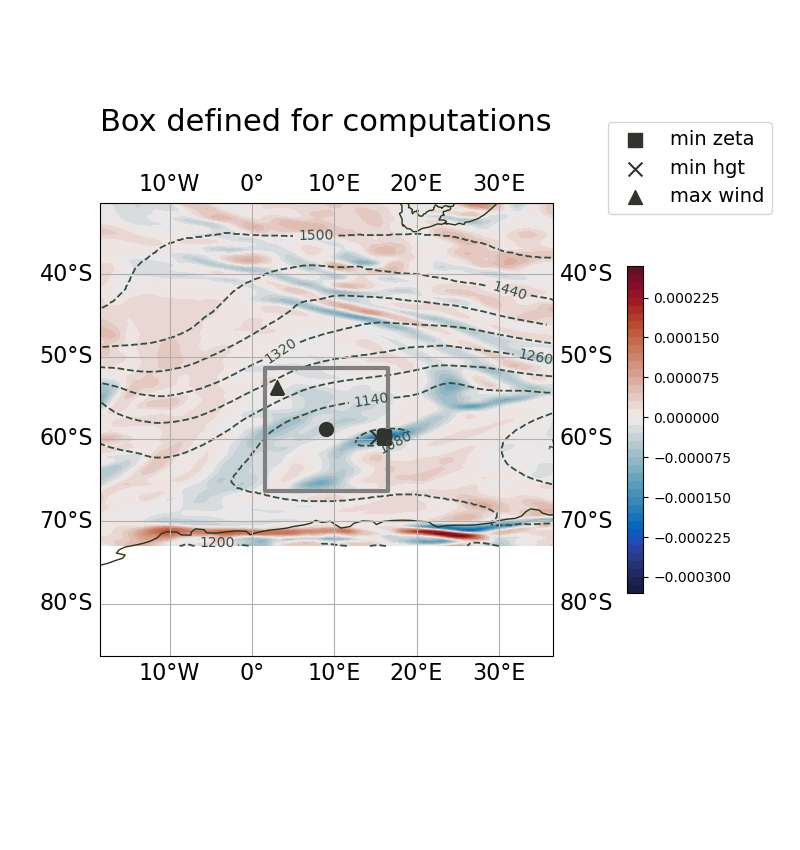 Box defined for computations
min zeta
min hgt
max wind
10°W 0° 10°E 20°E 30°E
1500
40°S 40°S
1440
1320
50°S 50°S
1260
1140
60°S 60°S
1080
70°S 70°S
1200
80°S 80°S
10°W 0° 10°E 20°E 30°E
0.000225
0.000150
0.000075
0.000000
−0.000075
−0.000150
−0.000225
−0.000300